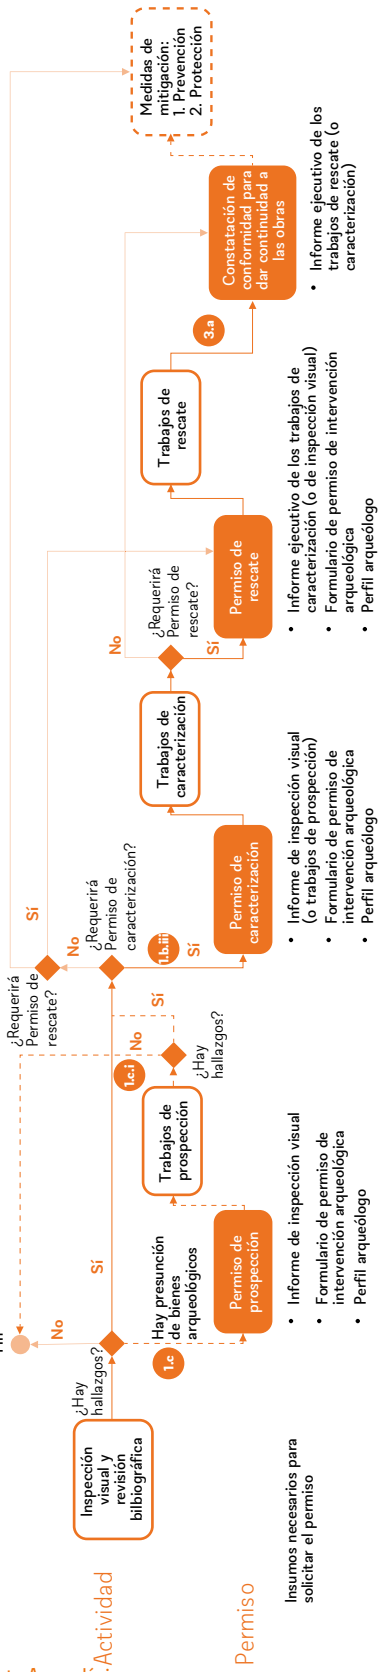 Fin
No
¿Hay
hallazgos?
Inspección
visual y
revisión
bilbiográfica
Actividad
Permiso
Sí
1.c
Hay presunción
de bienes
arqueológicos
Permiso de
prospección
Trabajos de
prospección
1.c.i
¿Hay
hallazgos?
No
Sí
¿Requerirá
Permiso de
caracterización?
No
1.b.iii
Sí
¿Requerirá
Permiso de
rescate?
Sí
Permiso de
caracterización
Trabajos de
caracterización
¿Requerirá
Permiso de
rescate?
No
Sí
Permiso de
rescate
Trabajos de
rescate
3.a
Constatación de
conformidad para
dar continuidad a
las obras
Medidas de
mitigación:
1. Prevención
2. Protección
Insumos necesarios para
solicitar el permiso
• Informe de inspección visual
• Formulario de permiso de
intervención arqueológica
• Perfil arqueólogo
• Informe de inspección visual
(o trabajos de prospección)
• Formulario de permiso de
intervención arqueológica
• Perfil arqueólogo
• Informe ejecutivo de los trabajos de
caracterización (o de inspección visual)
• Formulario de permiso de intervención
arqueológica
• Perfil arqueólogo
• Informe ejecutivo de los
trabajos de rescate (o
caracterización)